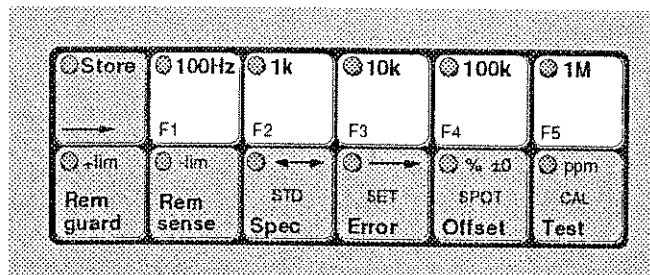 Store 100Hz 1k 10k 100k 1M
F1 F2 F3 F4 F5
+lim -lim % ±0 ppm
STD SET SPOT CAL
Rem guard Rem sense Spec Error Offset Test